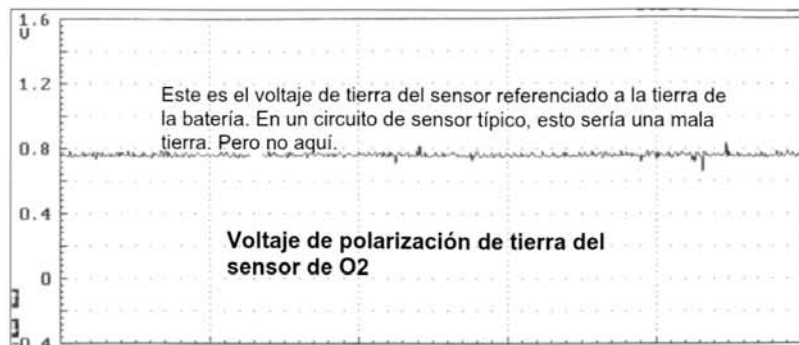 1.6
U
1.2
Este es el voltaje de tierra del sensor referenciado a la tierra de
la batería. En un circuito de sensor típico, esto sería una mala
tierra. Pero no aquí.
0.8
0.4
Voltaje de polarización de tierra del
sensor de O2
0
-0.4